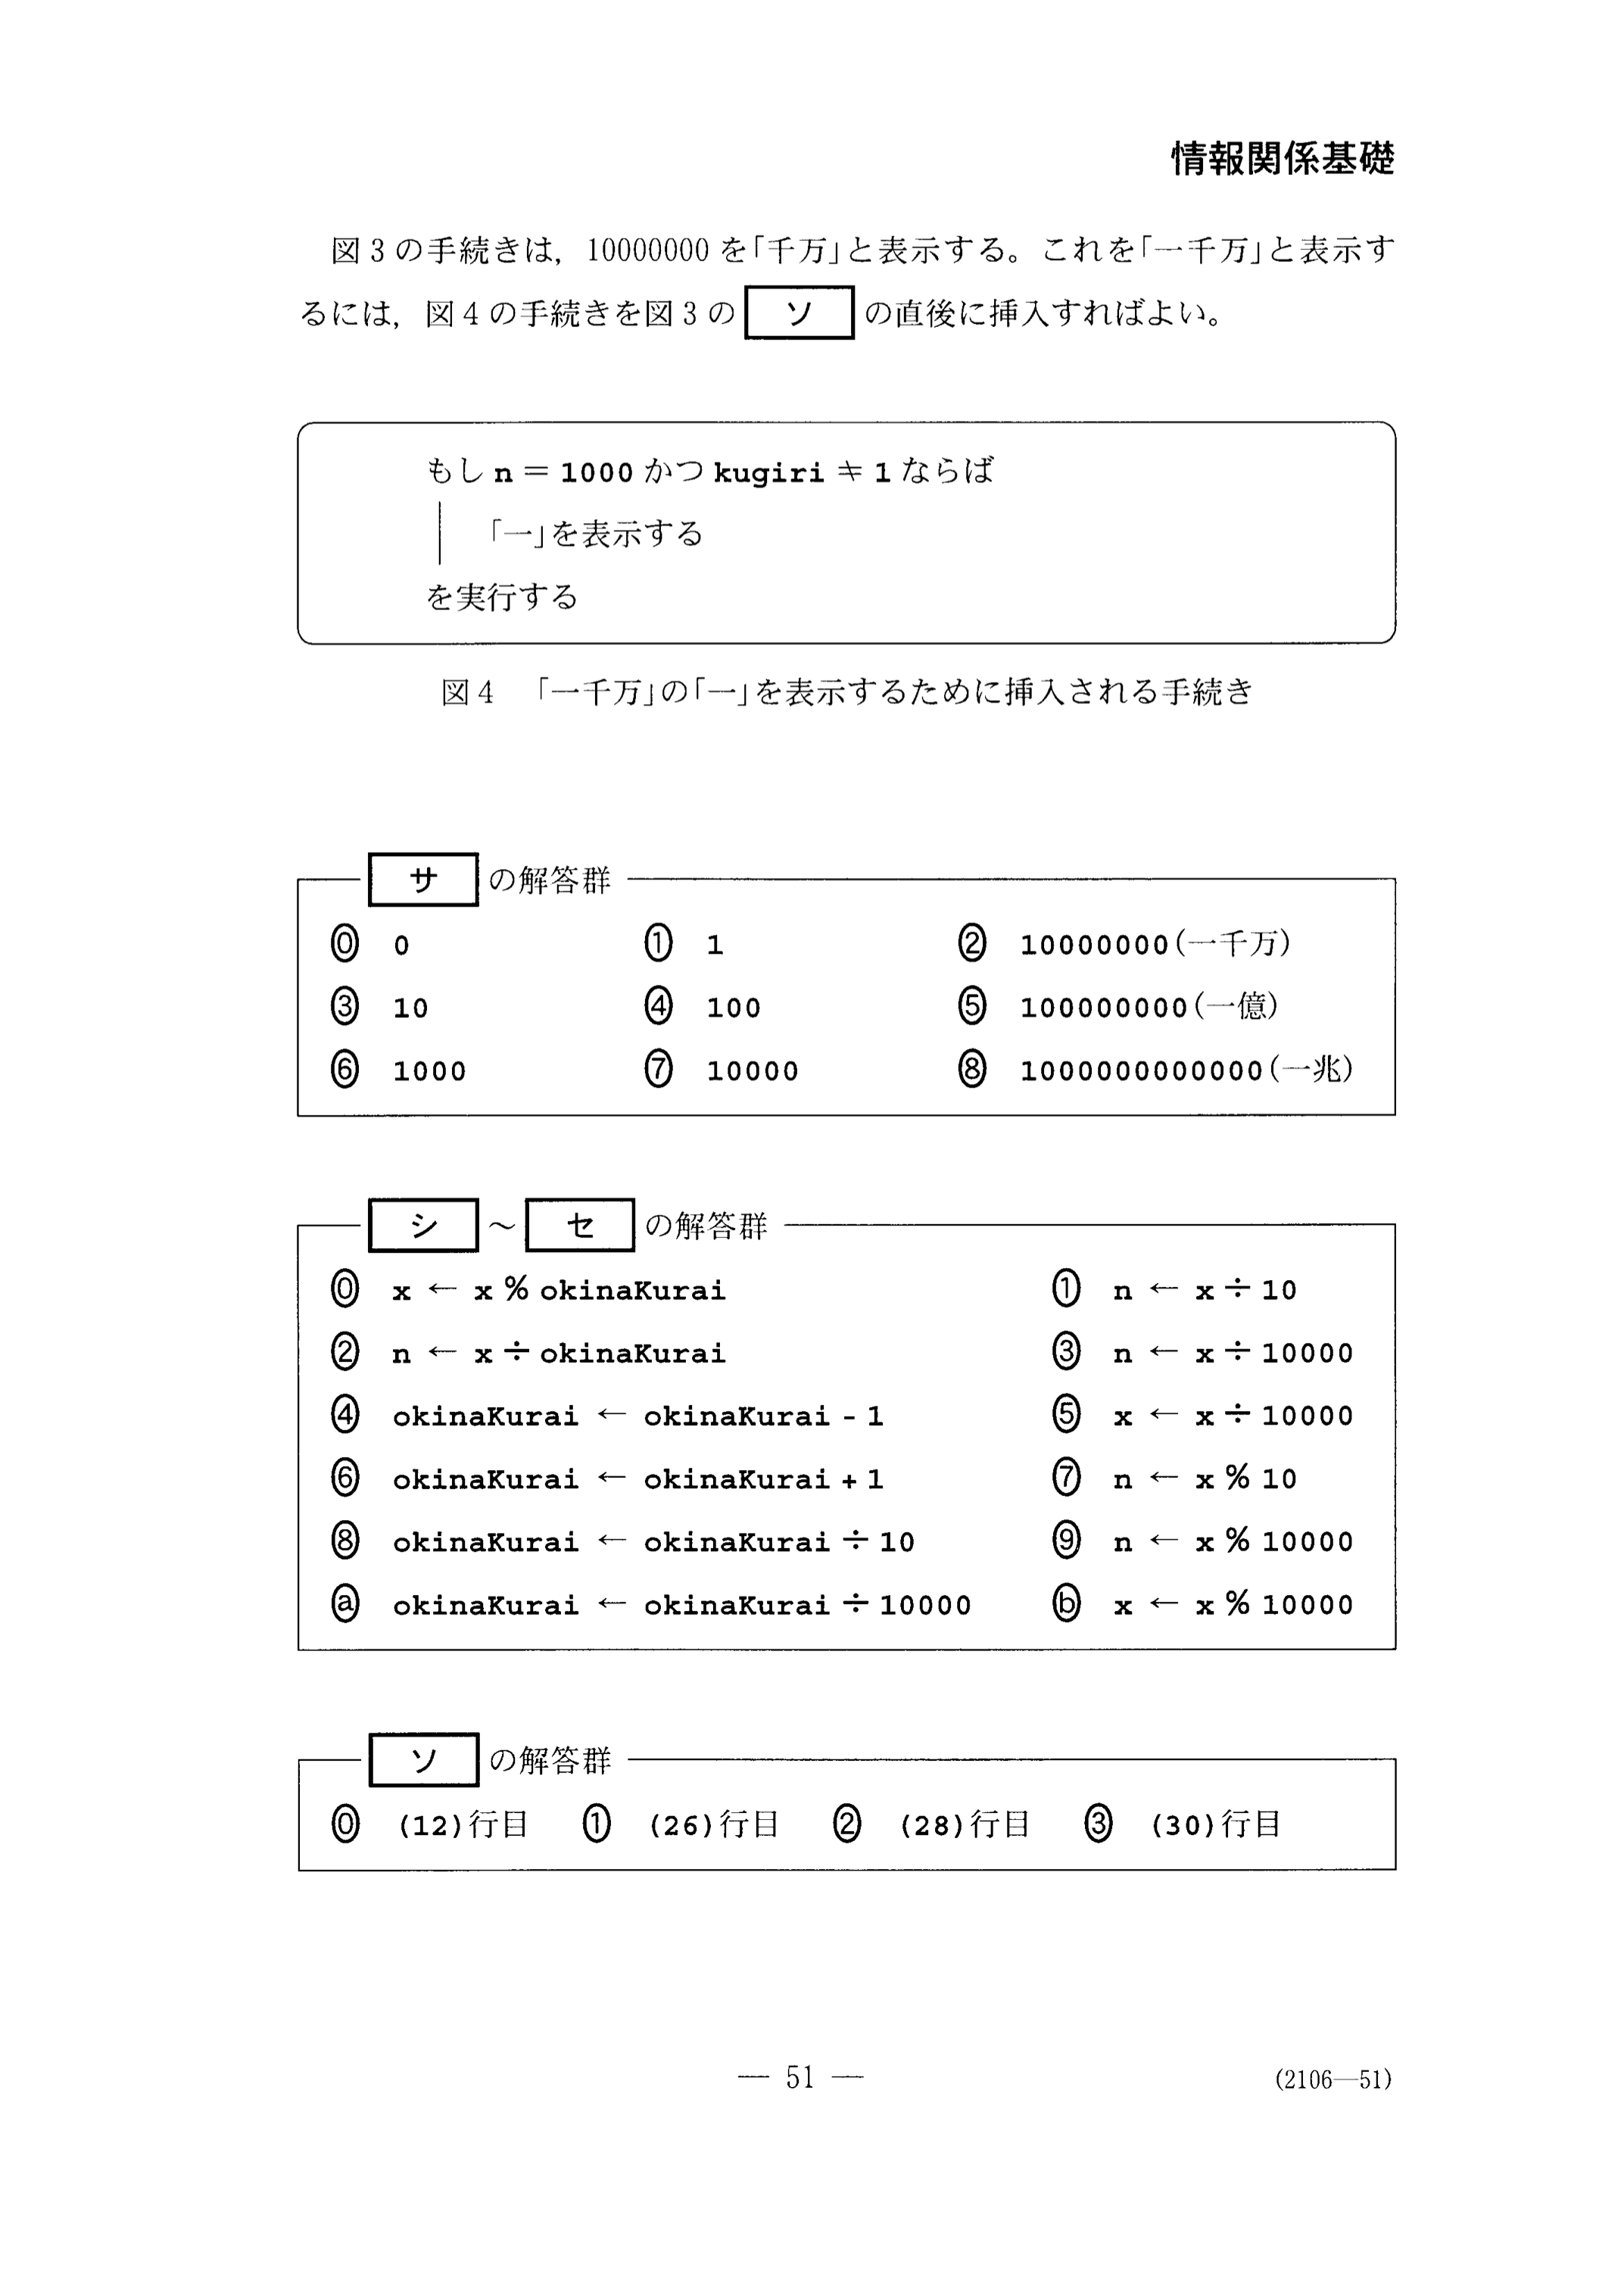 情報関係基礎
図3の手続きは，10000000を「千万」と表示する。これを「一千万」と表示す
るには，図4の手続きを図3の ソ の直後に挿入すればよい。
もし n = 1000 かつ kugiri ≠ 1 ならば
「一」を表示する
を実行する
図4 「一千万」の「一」を表示するために挿入される手続き
サ の解答群
⓪ 0 ① 1 ② 10000000(一千万)
③ 10 ④ 100 ⑤ 100000000(一億)
⑥ 1000 ⑦ 10000 ⑧ 1000000000000(一兆)
シ ～ セ の解答群
⓪ x ← x % okinaKurai ① n ← x ÷ 10
② n ← x ÷ okinaKurai ③ n ← x ÷ 10000
④ okinaKurai ← okinaKurai - 1 ⑤ x ← x ÷ 10000
⑥ okinaKurai ← okinaKurai + 1 ⑦ n ← x % 10
⑧ okinaKurai ← okinaKurai ÷ 10 ⑨ n ← x % 10000
ⓐ okinaKurai ← okinaKurai ÷ 10000 ⓑ x ← x % 10000
ソ の解答群
⓪ (12)行目 ① (26)行目 ② (28)行目 ③ (30)行目
— 51 — (2106—51)